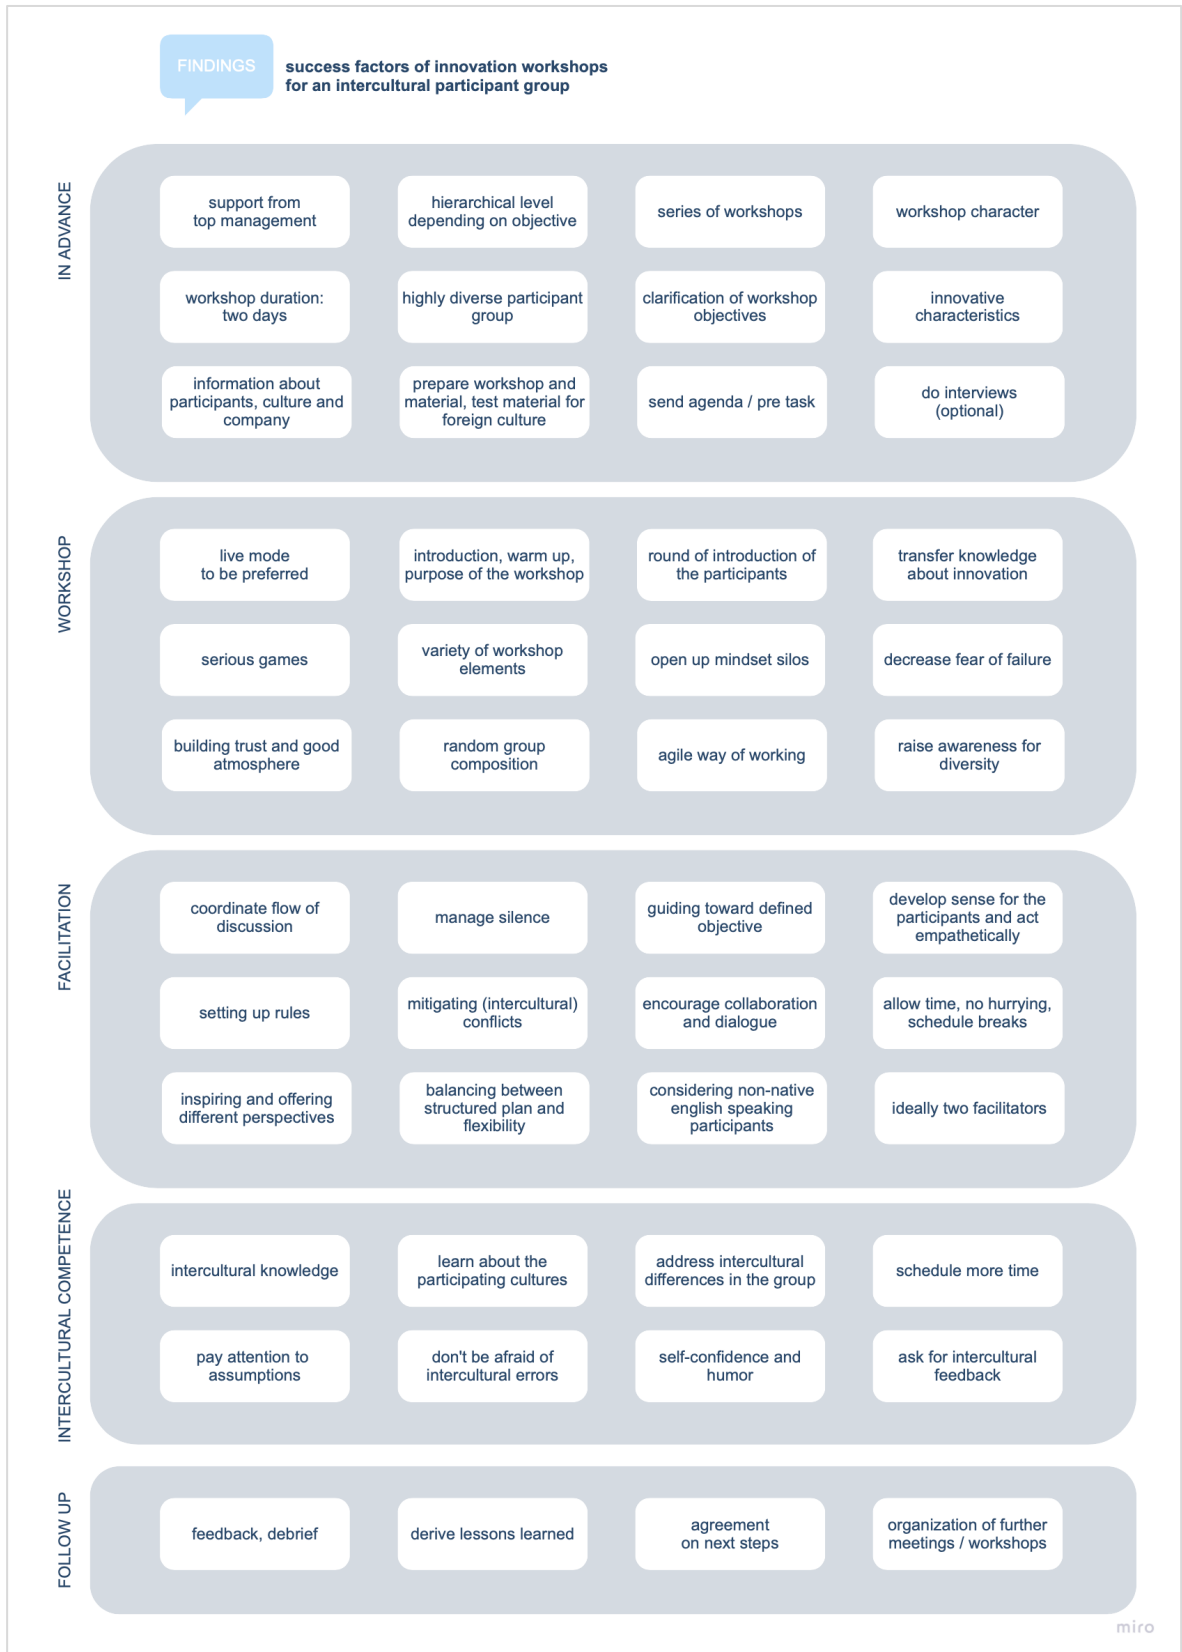 FINDINGS
success factors of innovation workshops
for an intercultural participant group
IN ADVANCE
support from
top management
hierarchical level
depending on objective
series of workshops
workshop character
workshop duration:
two days
highly diverse participant
group
clarification of workshop
objectives
innovative
characteristics
information about
participants, culture and
company
prepare workshop and
material, test material for
foreign culture
send agenda / pre task
do interviews
(optional)
WORKSHOP
live mode
to be preferred
introduction, warm up,
purpose of the workshop
round of introduction of
the participants
transfer knowledge
about innovation
serious games
variety of workshop
elements
open up mindset silos
decrease fear of failure
building trust and good
atmosphere
random group
composition
agile way of working
raise awareness for
diversity
FACILITATION
coordinate flow of
discussion
manage silence
guiding toward defined
objective
develop sense for the
participants and act
empathetically
setting up rules
mitigating (intercultural)
conflicts
encourage collaboration
and dialogue
allow time, no hurrying,
schedule breaks
inspiring and offering
different perspectives
balancing between
structured plan and
flexibility
considering non-native
english speaking
participants
ideally two facilitators
INTERCULTURAL COMPETENCE
intercultural knowledge
learn about the
participating cultures
address intercultural
differences in the group
schedule more time
pay attention to
assumptions
don't be afraid of
intercultural errors
self-confidence and
humor
ask for intercultural
feedback
FOLLOW UP
feedback, debrief
derive lessons learned
agreement
on next steps
organization of further
meetings / workshops
miro